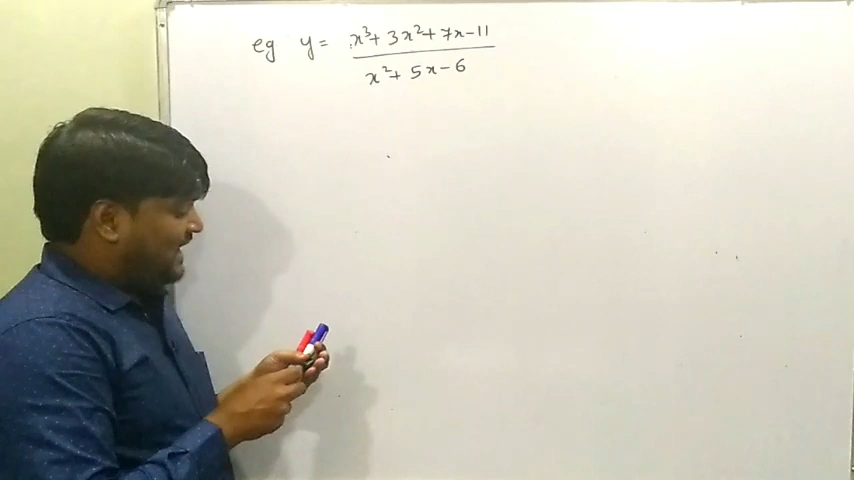 eg y = x³ + 3x² + 7x - 11
x² + 5x - 6